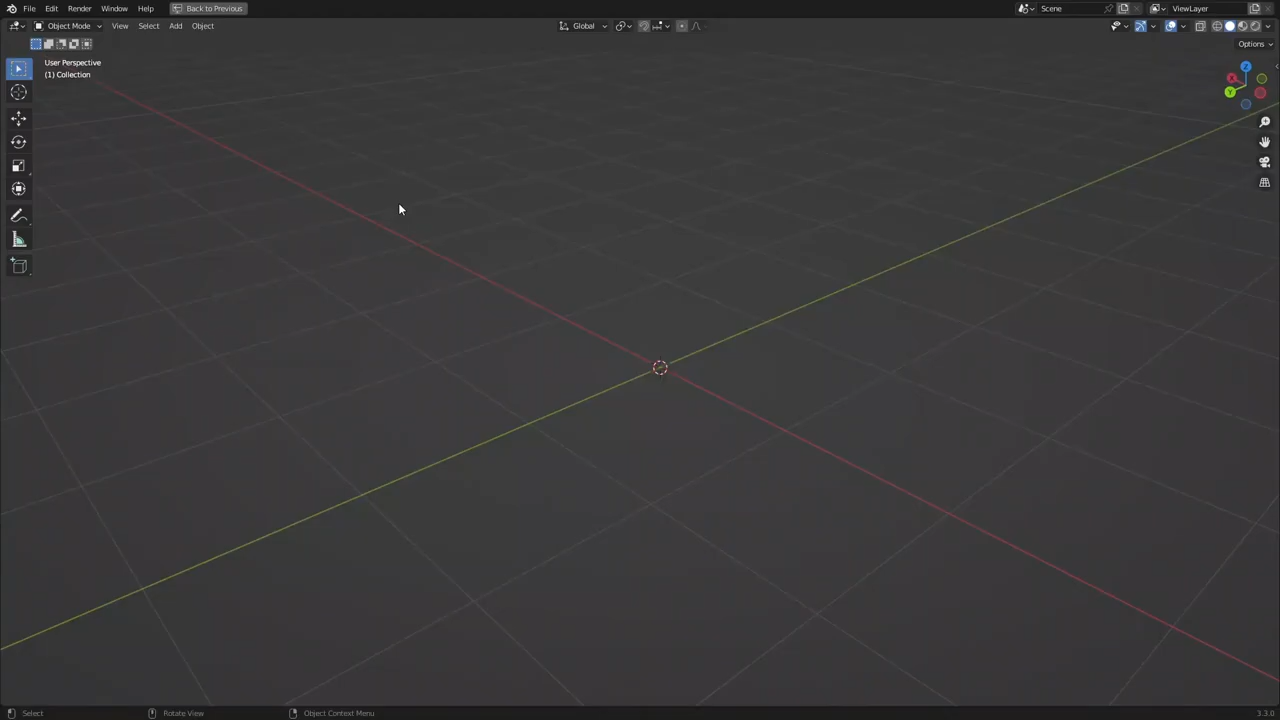 File Edit Render Window Help Back to Previous Scene ViewLayer
Object Mode View Select Add Object Global
Options
User Perspective
(1) Collection
Z
X
Y
Select Rotate View Object Context Menu 3.3.0